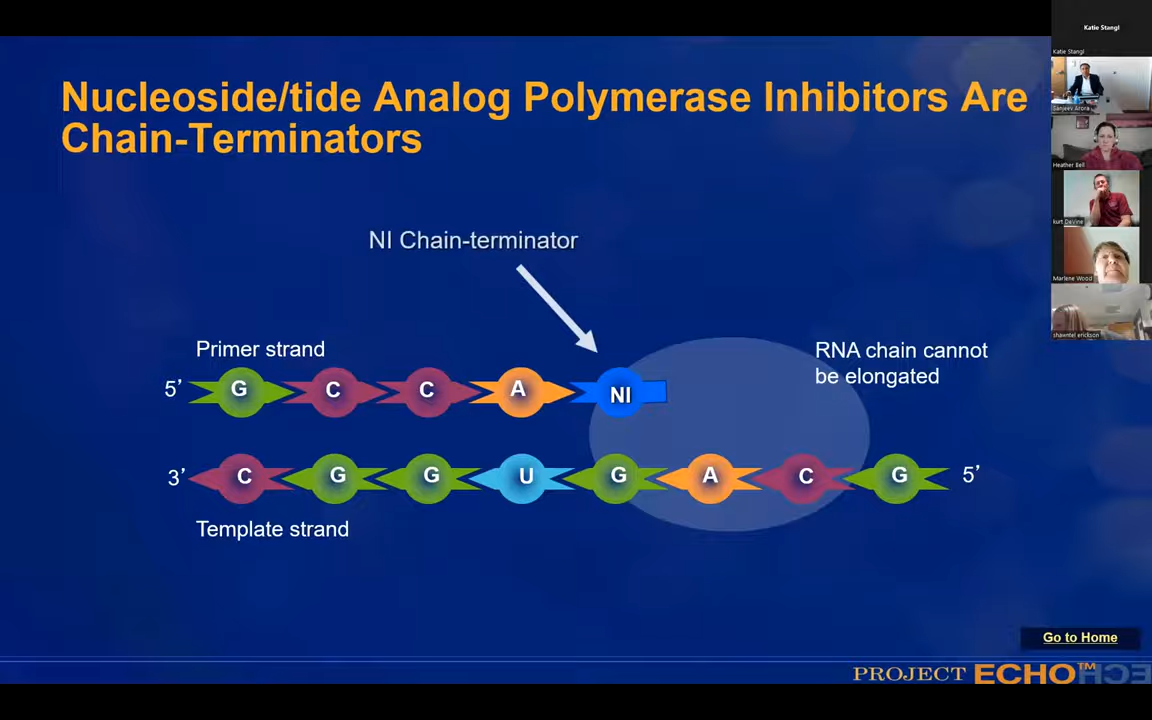 Nucleoside/tide Analog Polymerase Inhibitors Are
Chain-Terminators
NI Chain-terminator
Primer strand
RNA chain cannot
be elongated
5’ G C C A NI
3’ C G G U G A C G 5’
Template strand
Go to Home
PROJECT ECHO™
Katie Stangl
Katie Stangl
Sanjeev Arora
Heather Bell
kurt DeVine
Marlene Wood
shawntel erickson